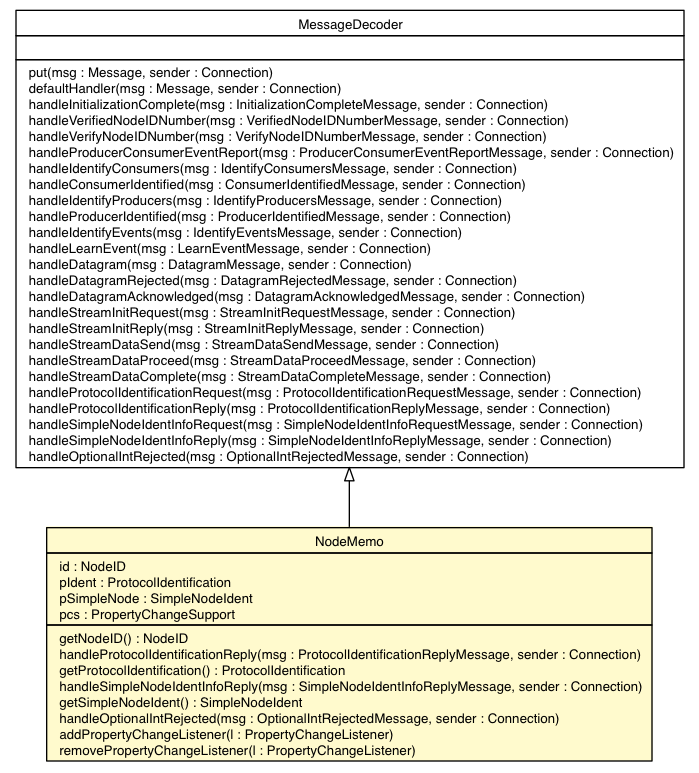 MessageDecoder
put(msg : Message, sender : Connection)
defaultHandler(msg : Message, sender : Connection)
handleInitializationComplete(msg : InitializationCompleteMessage, sender : Connection)
handleVerifiedNodeIDNumber(msg : VerifiedNodeIDNumberMessage, sender : Connection)
handleVerifyNodeIDNumber(msg : VerifyNodeIDNumberMessage, sender : Connection)
handleProducerConsumerEventReport(msg : ProducerConsumerEventReportMessage, sender : Connection)
handleIdentifyConsumers(msg : IdentifyConsumersMessage, sender : Connection)
handleConsumerIdentified(msg : ConsumerIdentifiedMessage, sender : Connection)
handleIdentifyProducers(msg : IdentifyProducersMessage, sender : Connection)
handleProducerIdentified(msg : ProducerIdentifiedMessage, sender : Connection)
handleIdentifyEvents(msg : IdentifyEventsMessage, sender : Connection)
handleLearnEvent(msg : LearnEventMessage, sender : Connection)
handleDatagram(msg : DatagramMessage, sender : Connection)
handleDatagramRejected(msg : DatagramRejectedMessage, sender : Connection)
handleDatagramAcknowledged(msg : DatagramAcknowledgedMessage, sender : Connection)
handleStreamInitRequest(msg : StreamInitRequestMessage, sender : Connection)
handleStreamInitReply(msg : StreamInitReplyMessage, sender : Connection)
handleStreamDataSend(msg : StreamDataSendMessage, sender : Connection)
handleStreamDataProceed(msg : StreamDataProceedMessage, sender : Connection)
handleStreamDataComplete(msg : StreamDataCompleteMessage, sender : Connection)
handleProtocolIdentificationRequest(msg : ProtocolIdentificationRequestMessage, sender : Connection)
handleProtocolIdentificationReply(msg : ProtocolIdentificationReplyMessage, sender : Connection)
handleSimpleNodeIdentInfoRequest(msg : SimpleNodeIdentInfoRequestMessage, sender : Connection)
handleSimpleNodeIdentInfoReply(msg : SimpleNodeIdentInfoReplyMessage, sender : Connection)
handleOptionalIntRejected(msg : OptionalIntRejectedMessage, sender : Connection)
NodeMemo
id : NodeID
pIdent : ProtocolIdentification
pSimpleNode : SimpleNodeIdent
pcs : PropertyChangeSupport
getNodeID() : NodeID
handleProtocolIdentificationReply(msg : ProtocolIdentificationReplyMessage, sender : Connection)
getProtocolIdentification() : ProtocolIdentification
handleSimpleNodeIdentInfoReply(msg : SimpleNodeIdentInfoReplyMessage, sender : Connection)
getSimpleNodeIdent() : SimpleNodeIdent
handleOptionalIntRejected(msg : OptionalIntRejectedMessage, sender : Connection)
addPropertyChangeListener(l : PropertyChangeListener)
removePropertyChangeListener(l : PropertyChangeListener)